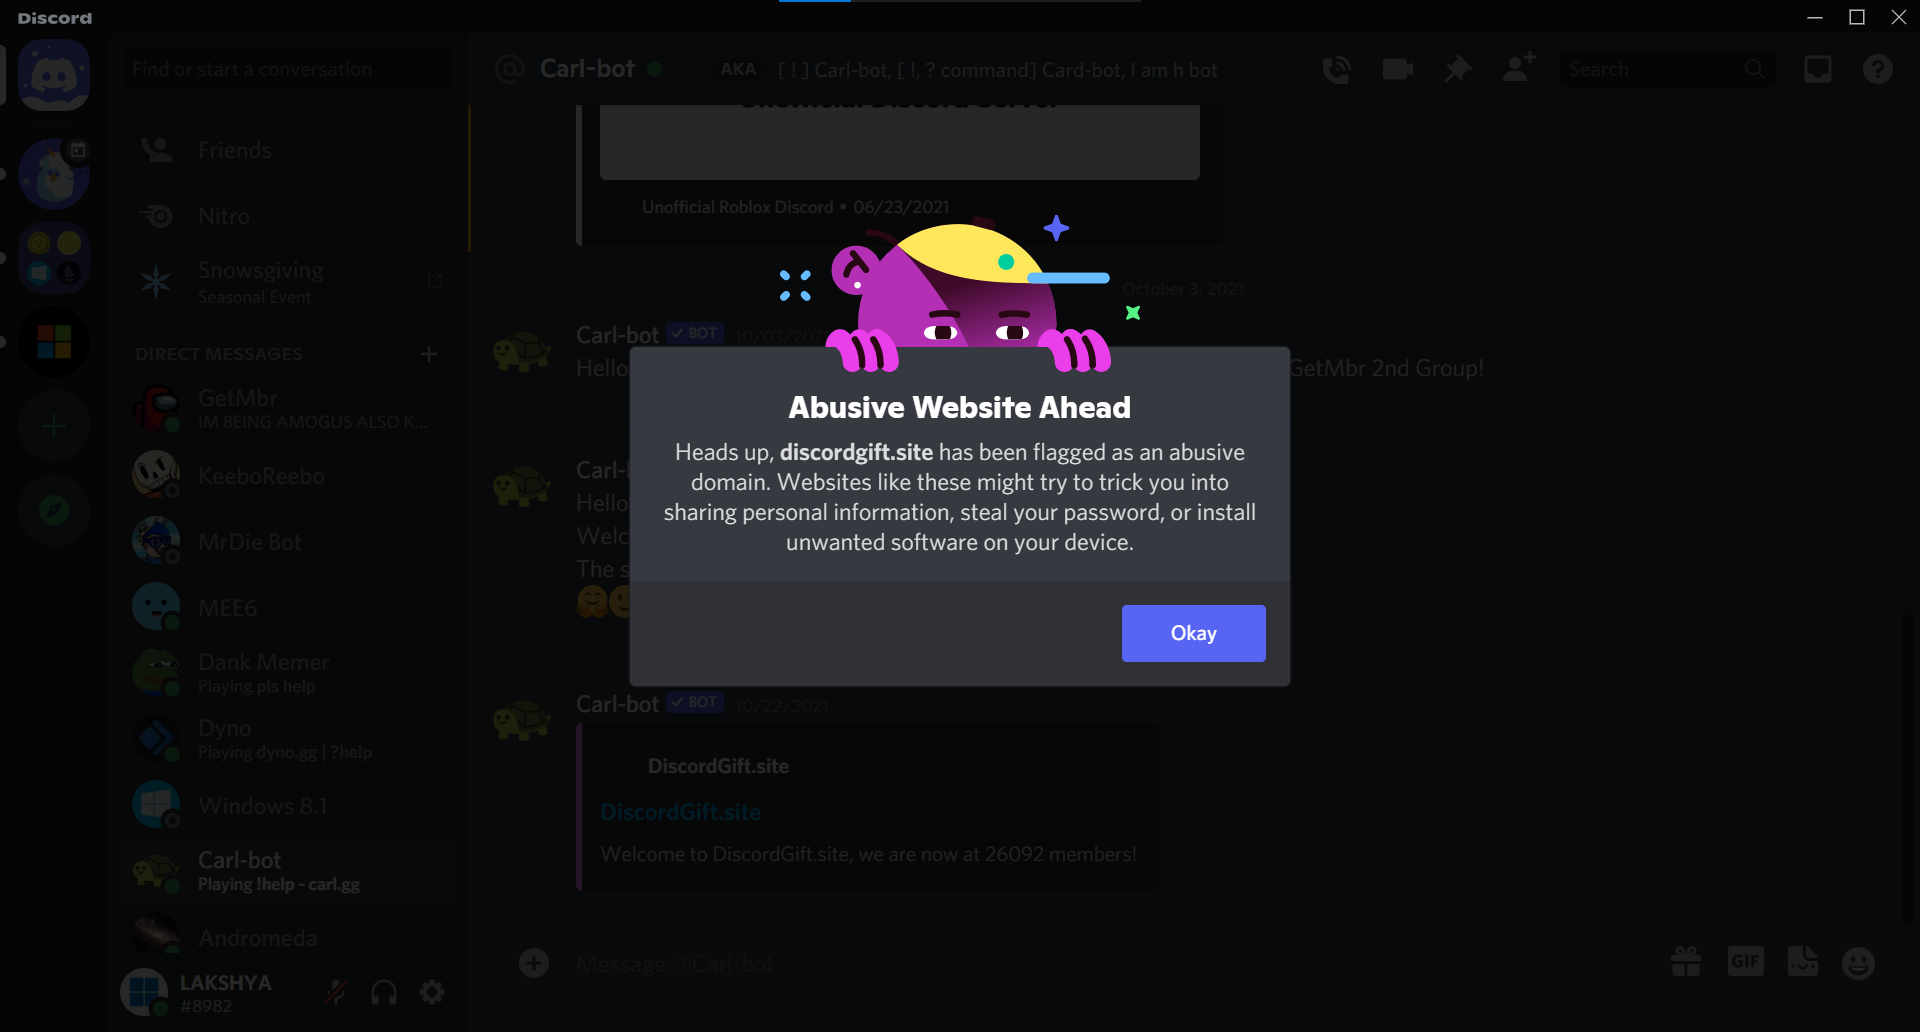 Discord
Find or start a conversation
Carl-bot
AKA
[ ! ] Carl-bot, [ !, ? command] Card-bot, I am h bot
Search
Friends
Nitro
Snowsgiving
Seasonal Event
DIRECT MESSAGES
GetMbr
IM BEING AMOGUS ALSO K...
KeeboReebo
MrDie Bot
MEE6
Dank Memer
Playing pls help
Dyno
Playing dyno.gg | ?help
Windows 8.1
Carl-bot
Playing !help - carl.gg
Andromeda
LAKSHYA
#8982
Unofficial Discord Server
Unofficial Roblox Discord • 06/23/2021
October 3, 2021
Carl-bot BOT 10/03/202
Hello
GetMbr 2nd Group!
Hello
The s
Abusive Website Ahead
Heads up, discordgift.site has been flagged as an abusive
domain. Websites like these might try to trick you into
sharing personal information, steal your password, or install
unwanted software on your device.
Okay
Carl-bot BOT 10/22/2021
DiscordGift.site
DiscordGift.site
Welcome to DiscordGift.site, we are now at 26092 members!
Message @Carl-bot
GIF